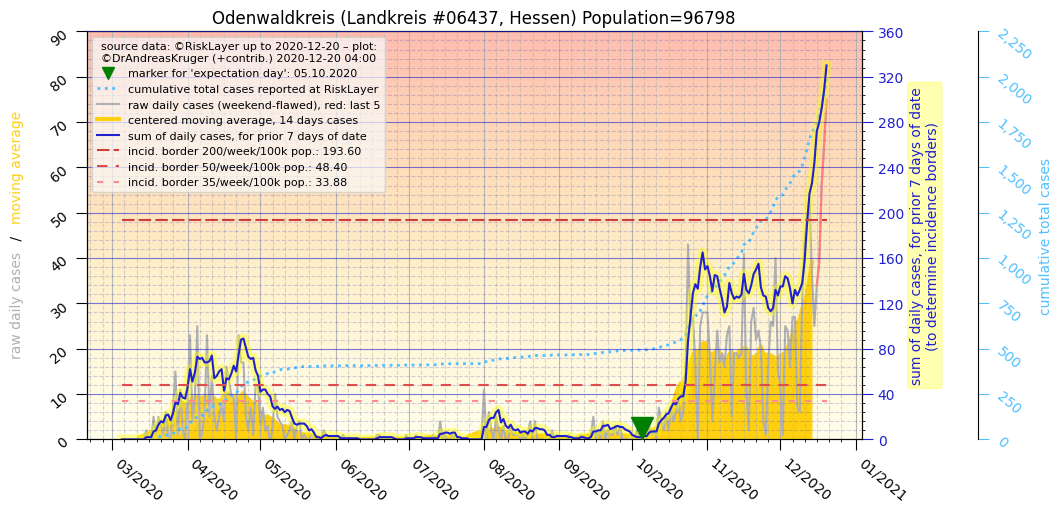 Odenwaldkreis (Landkreis #06437, Hessen) Population=96798
source data: ©RiskLayer up to 2020-12-20 – plot:
©DrAndreasKruger (+contrib.) 2020-12-20 04:00
marker for 'expectation day': 05.10.2020
cumulative total cases reported at RiskLayer
raw daily cases (weekend-flawed), red: last 5
centered moving average, 14 days cases
sum of daily cases, for prior 7 days of date
incid. border 200/week/100k pop.: 193.60
incid. border 50/week/100k pop.: 48.40
incid. border 35/week/100k pop.: 33.88
raw daily cases / moving average
90
80
70
60
50
40
30
20
10
0
360
320
280
240
200
160
120
80
40
0
sum of daily cases, for prior 7 days of date
(to determine incidence borders)
2,250
2,000
1,750
1,500
1,250
1,000
750
500
250
0
cumulative total cases
03/2020
04/2020
05/2020
06/2020
07/2020
08/2020
09/2020
10/2020
11/2020
12/2020
01/2021